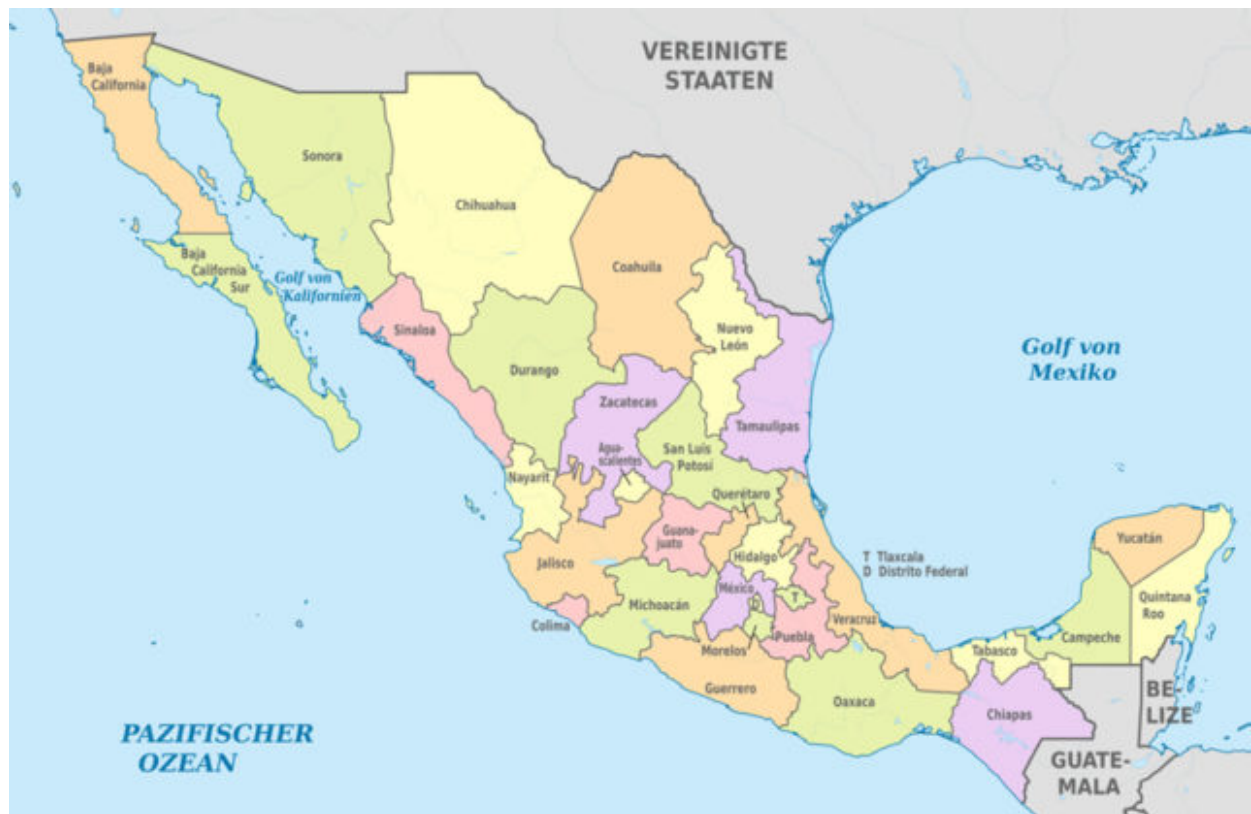 VEREINIGTE
STAATEN
Baja
California
Sonora
Chihuahua
Coahuila
Baja
California
Sur
Golf von
Kalifornien
Sinaloa
Nuevo
León
Durango
Golf von
Mexiko
Zacatecas
Tamaulipas
Agua-
scalientes
San Luis
Potosí
Nayarit
Querétaro
Guana-
juato
Hidalgo
Yucatán
Jalisco
T Tlaxcala
D Distrito Federal
México
Quintana
Roo
Michoacán
D
T
Colima
Veracruz
Puebla
Campeche
Morelos
Tabasco
Guerrero
Oaxaca
Chiapas
BE-
LIZE
PAZIFISCHER
OZEAN
GUATE-
MALA